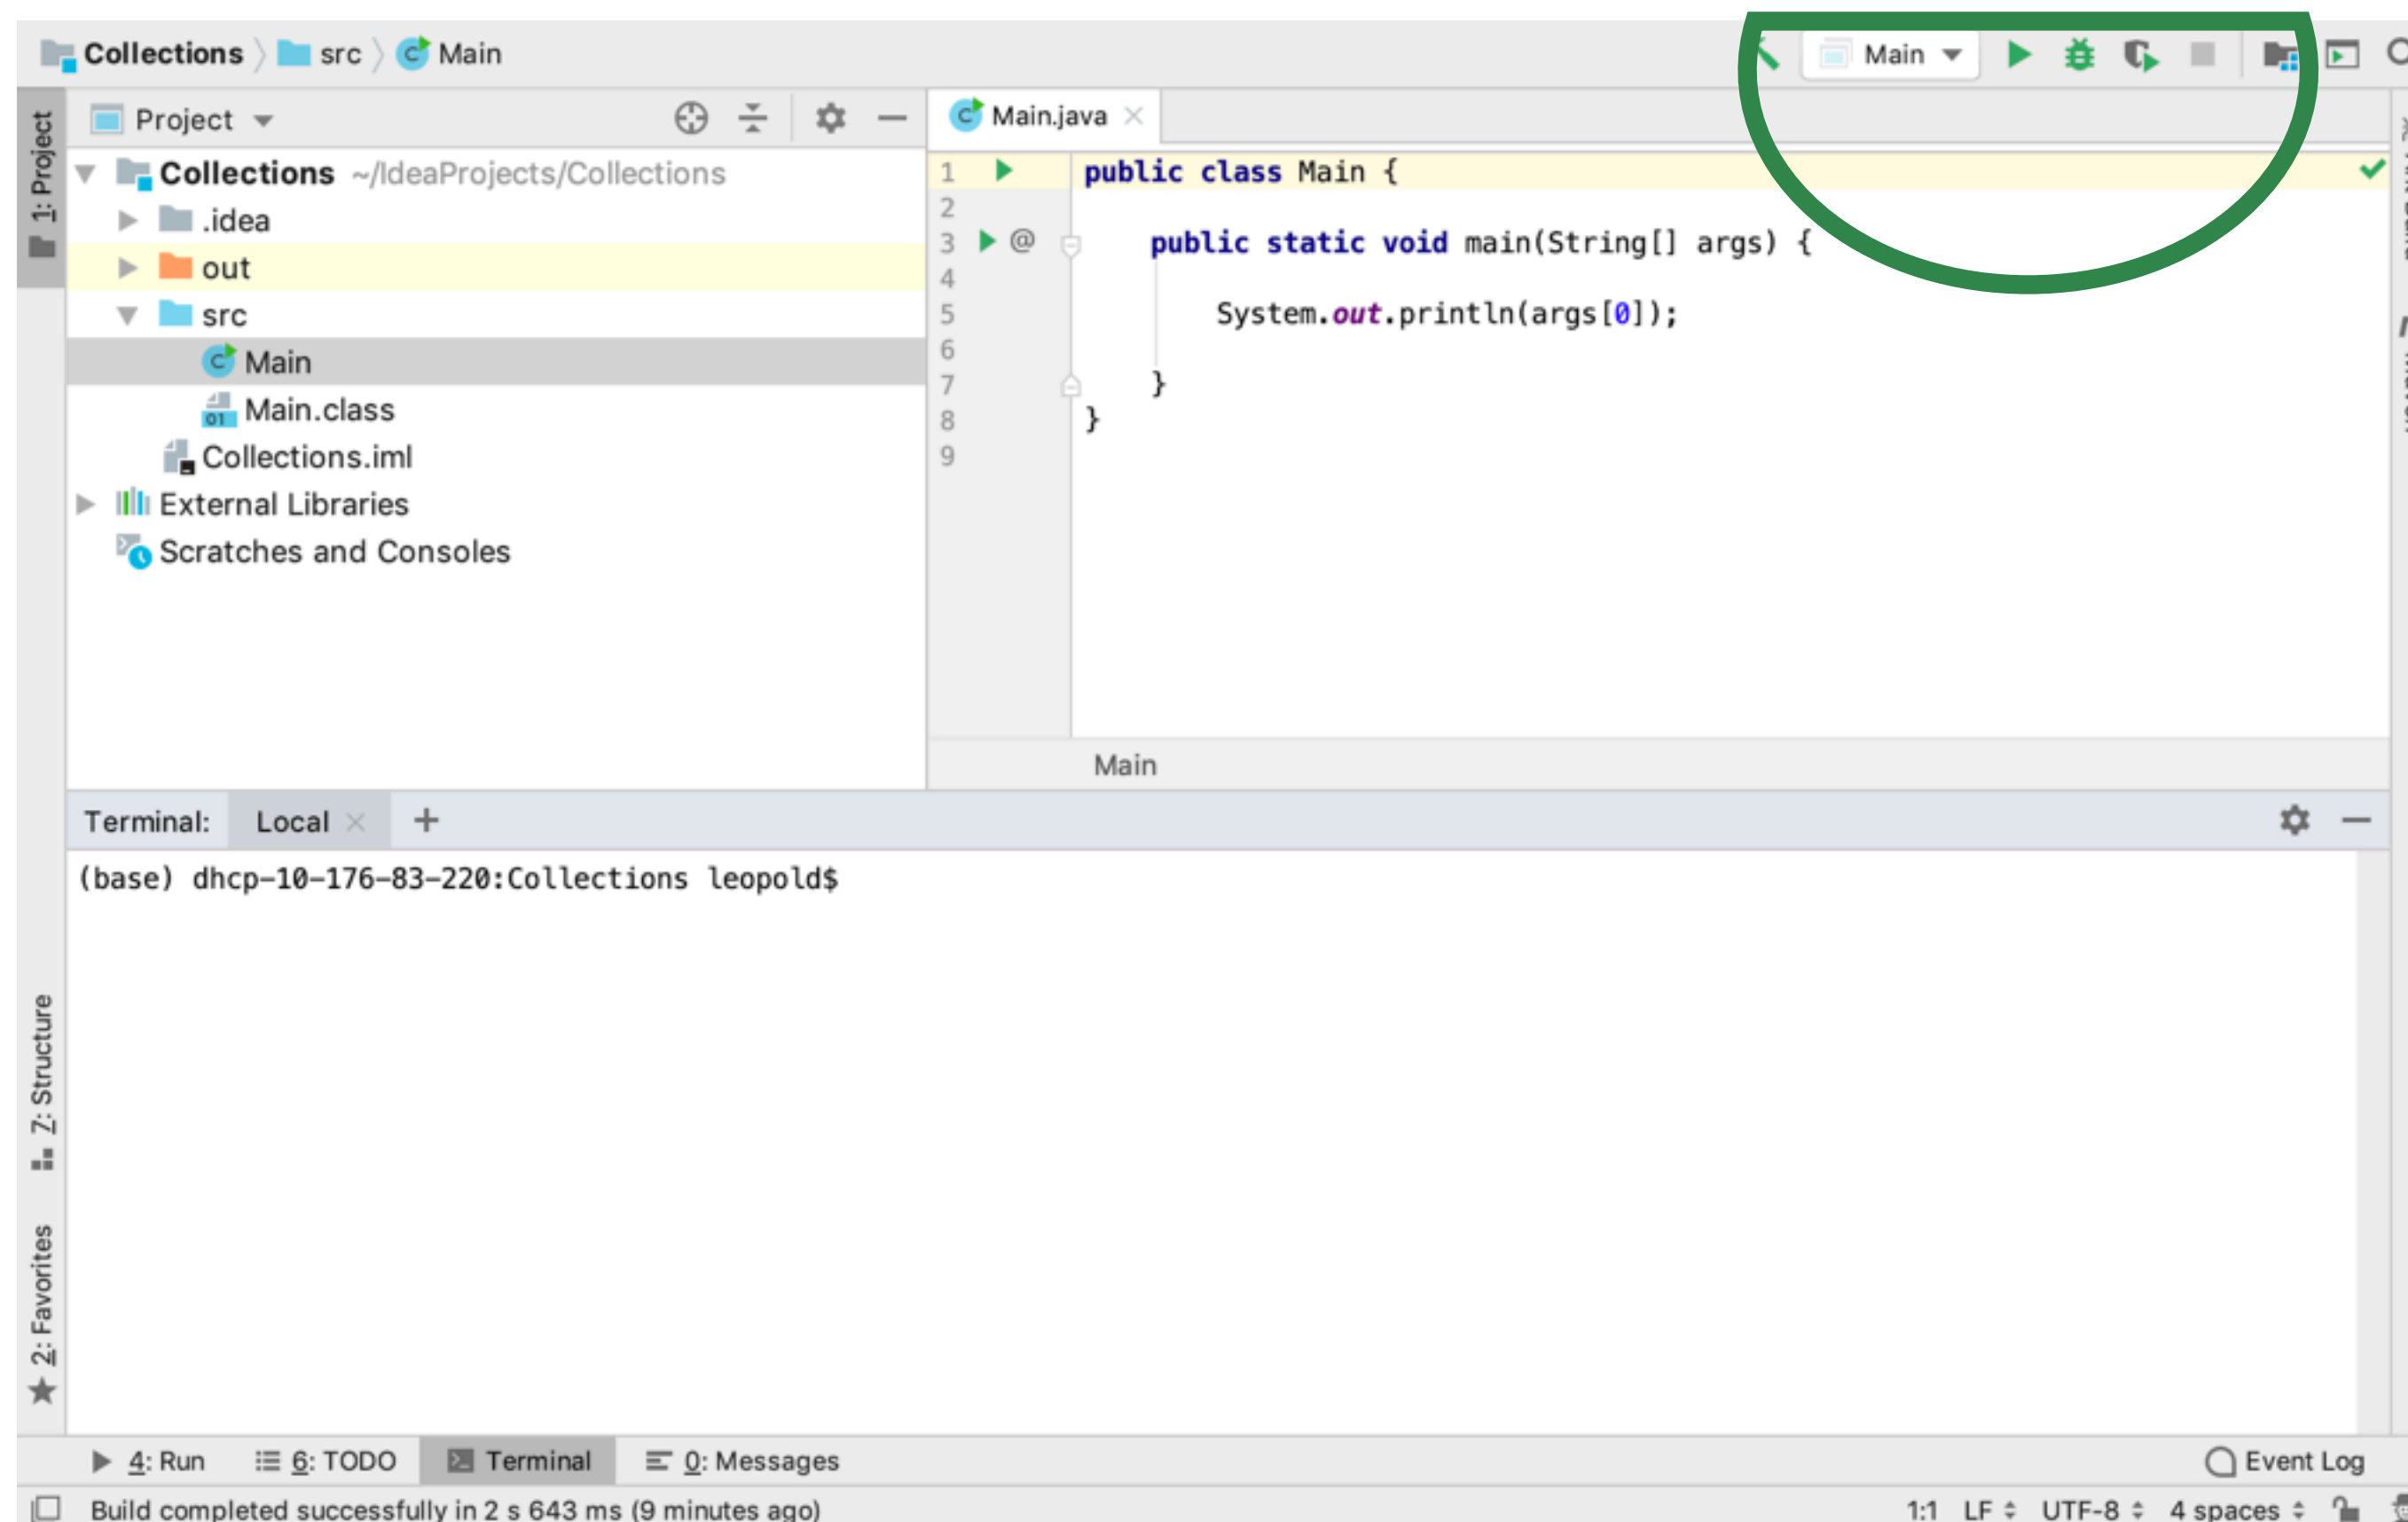 Collections src Main
Main
1: Project
Project
Collections ~/IdeaProjects/Collections
.idea
out
src
Main
Main.class
Collections.iml
External Libraries
Scratches and Consoles
Main.java
1 public class Main {
2
3 @ public static void main(String[] args) {
4
5 System.out.println(args[0]);
6
7 }
8 }
9
Main
Terminal: Local +
(base) dhcp-10-176-83-220:Collections leopold$
Z: Structure
2: Favorites
4: Run 6: TODO Terminal 0: Messages Event Log
Build completed successfully in 2 s 643 ms (9 minutes ago) 1:1 LF UTF-8 4 spaces